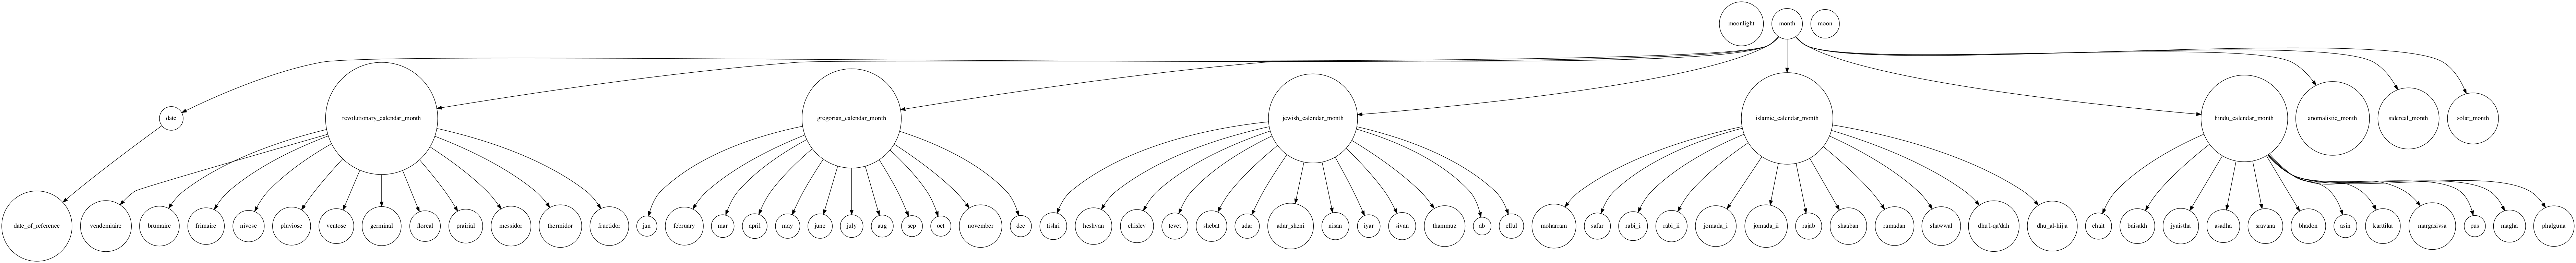 moonlight month moon
date revolutionary_calendar_month gregorian_calendar_month jewish_calendar_month islamic_calendar_month hindu_calendar_month anomalistic_month sidereal_month solar_month
date_of_reference vendemiaire brumaire frimaire nivose pluviose ventose germinal floreal prairial messidor thermidor fructidor jan february mar april may june july aug sep oct november dec tishri heshvan chislev tevet shebat adar adar_sheni nisan iyar sivan thammuz ab ellul moharram safar rabi_i rabi_ii jomada_i jomada_ii rajab shaaban ramadan shawwal dhu'l-qa'dah dhu_al-hijja chait baisakh jyaistha asadha sravana bhadon asin karttika margasivsa pus magha phalguna